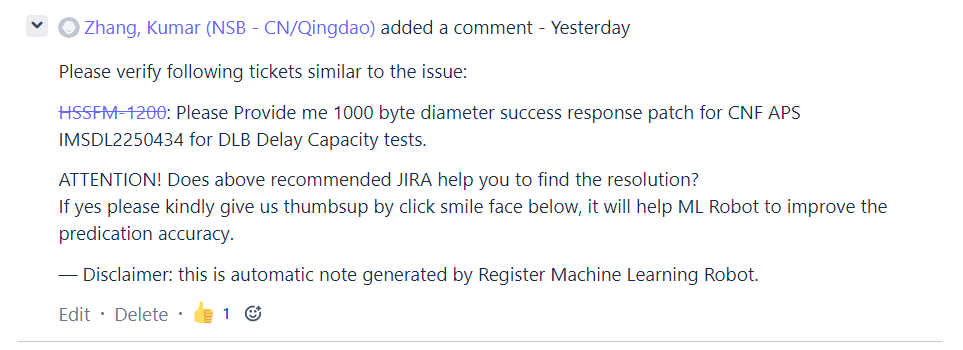 Zhang, Kumar (NSB - CN/Qingdao) added a comment - Yesterday
Please verify following tickets similar to the issue:
HSSFM-1200: Please Provide me 1000 byte diameter success response patch for CNF APS
IMSDL2250434 for DLB Delay Capacity tests.
ATTENTION! Does above recommended JIRA help you to find the resolution?
If yes please kindly give us thumbsup by click smile face below, it will help ML Robot to improve the
predication accuracy.
— Disclaimer: this is automatic note generated by Register Machine Learning Robot.
Edit · Delete · 👍 1